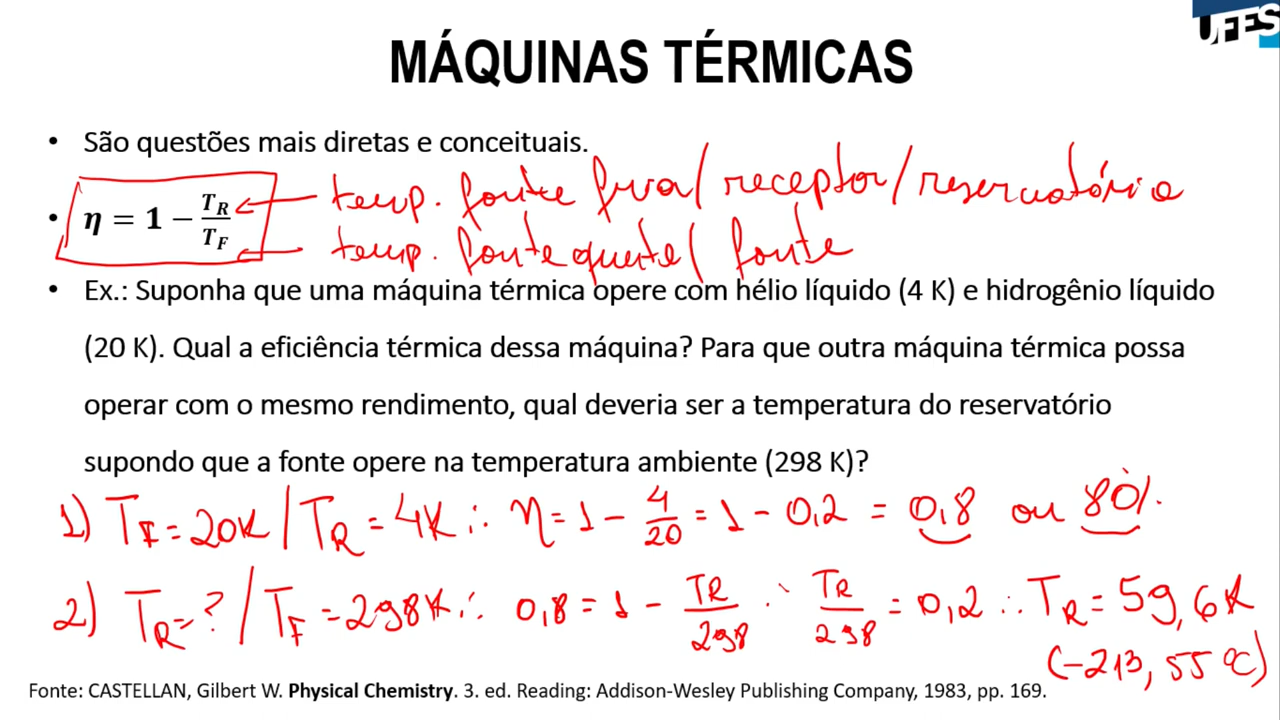 UFES
MÁQUINAS TÉRMICAS
• São questões mais diretas e conceituais.
temp. fonte fria / receptor / reservatório
• η = 1 − T_R/T_F
temp. fonte quente / fonte
• Ex.: Suponha que uma máquina térmica opere com hélio líquido (4 K) e hidrogênio líquido
(20 K). Qual a eficiência térmica dessa máquina? Para que outra máquina térmica possa
operar com o mesmo rendimento, qual deveria ser a temperatura do reservatório
supondo que a fonte opere na temperatura ambiente (298 K)?
1) T_F = 20K / T_R = 4K ∴ η = 1 − 4/20 = 1 − 0,2 = 0,8 ou 80%.
2) T_R = ? / T_F = 298K ∴ 0,8 = 1 − T_R/298 ∴ T_R/298 = 0,2 ∴ T_R = 59,6K
(−213,55 °C)
Fonte: CASTELLAN, Gilbert W. Physical Chemistry. 3. ed. Reading: Addison-Wesley Publishing Company, 1983, pp. 169.